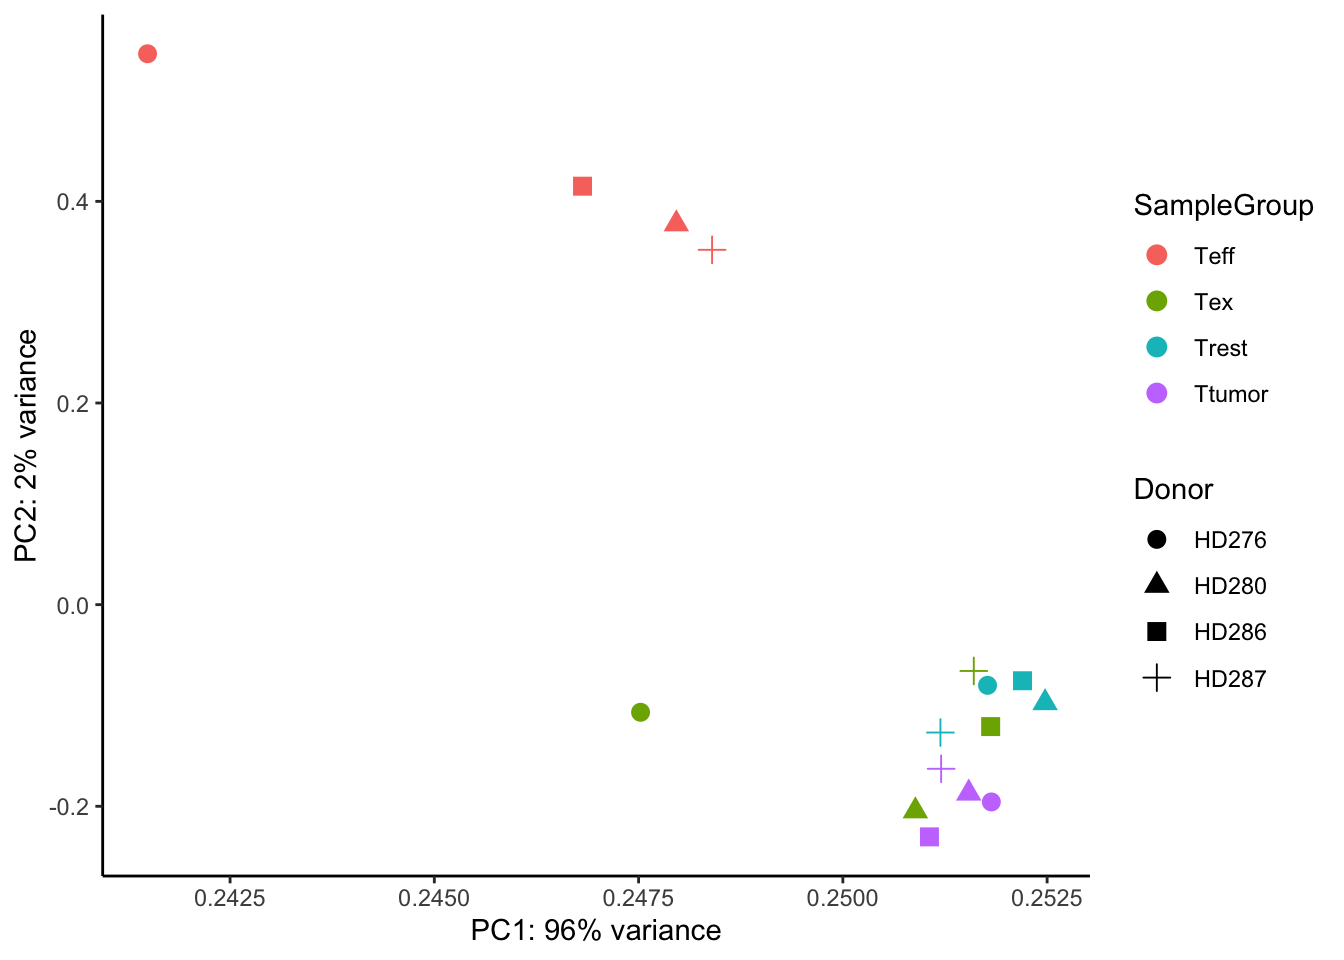 0.4
0.2
0.0
-0.2
PC2: 2% variance
0.2425 0.2450 0.2475 0.2500 0.2525
PC1: 96% variance
SampleGroup
Teff
Tex
Trest
Ttumor
Donor
HD276
HD280
HD286
HD287